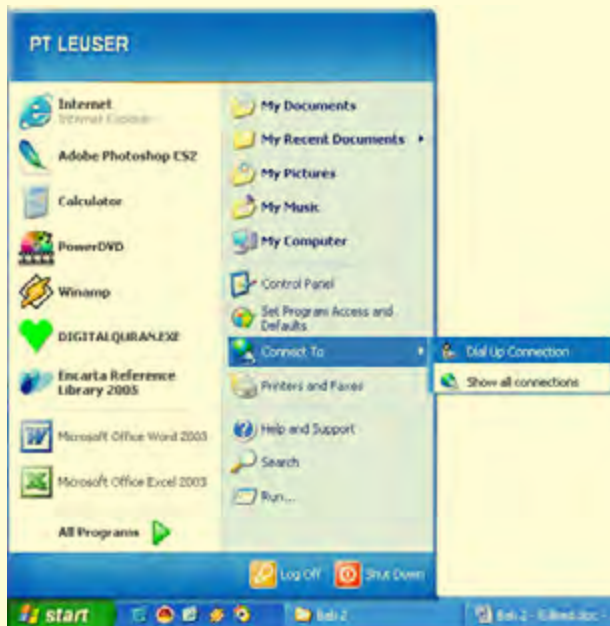 PT LEUSER
Internet
Internet Explorer
Adobe Photoshop CS2
Calculator
PowerDVD
Winamp
DIGITALQURAN.EXE
Encarta Reference
Library 2005
Microsoft Office Word 2003
Microsoft Office Excel 2003
All Programs
My Documents
My Recent Documents
My Pictures
My Music
My Computer
Control Panel
Set Program Access and
Defaults
Connect To
Printers and Faxes
Help and Support
Search
Run...
Dial Up Connection
Show all connections
Log Off
Shut Down
start
Bab 2
Bab 2